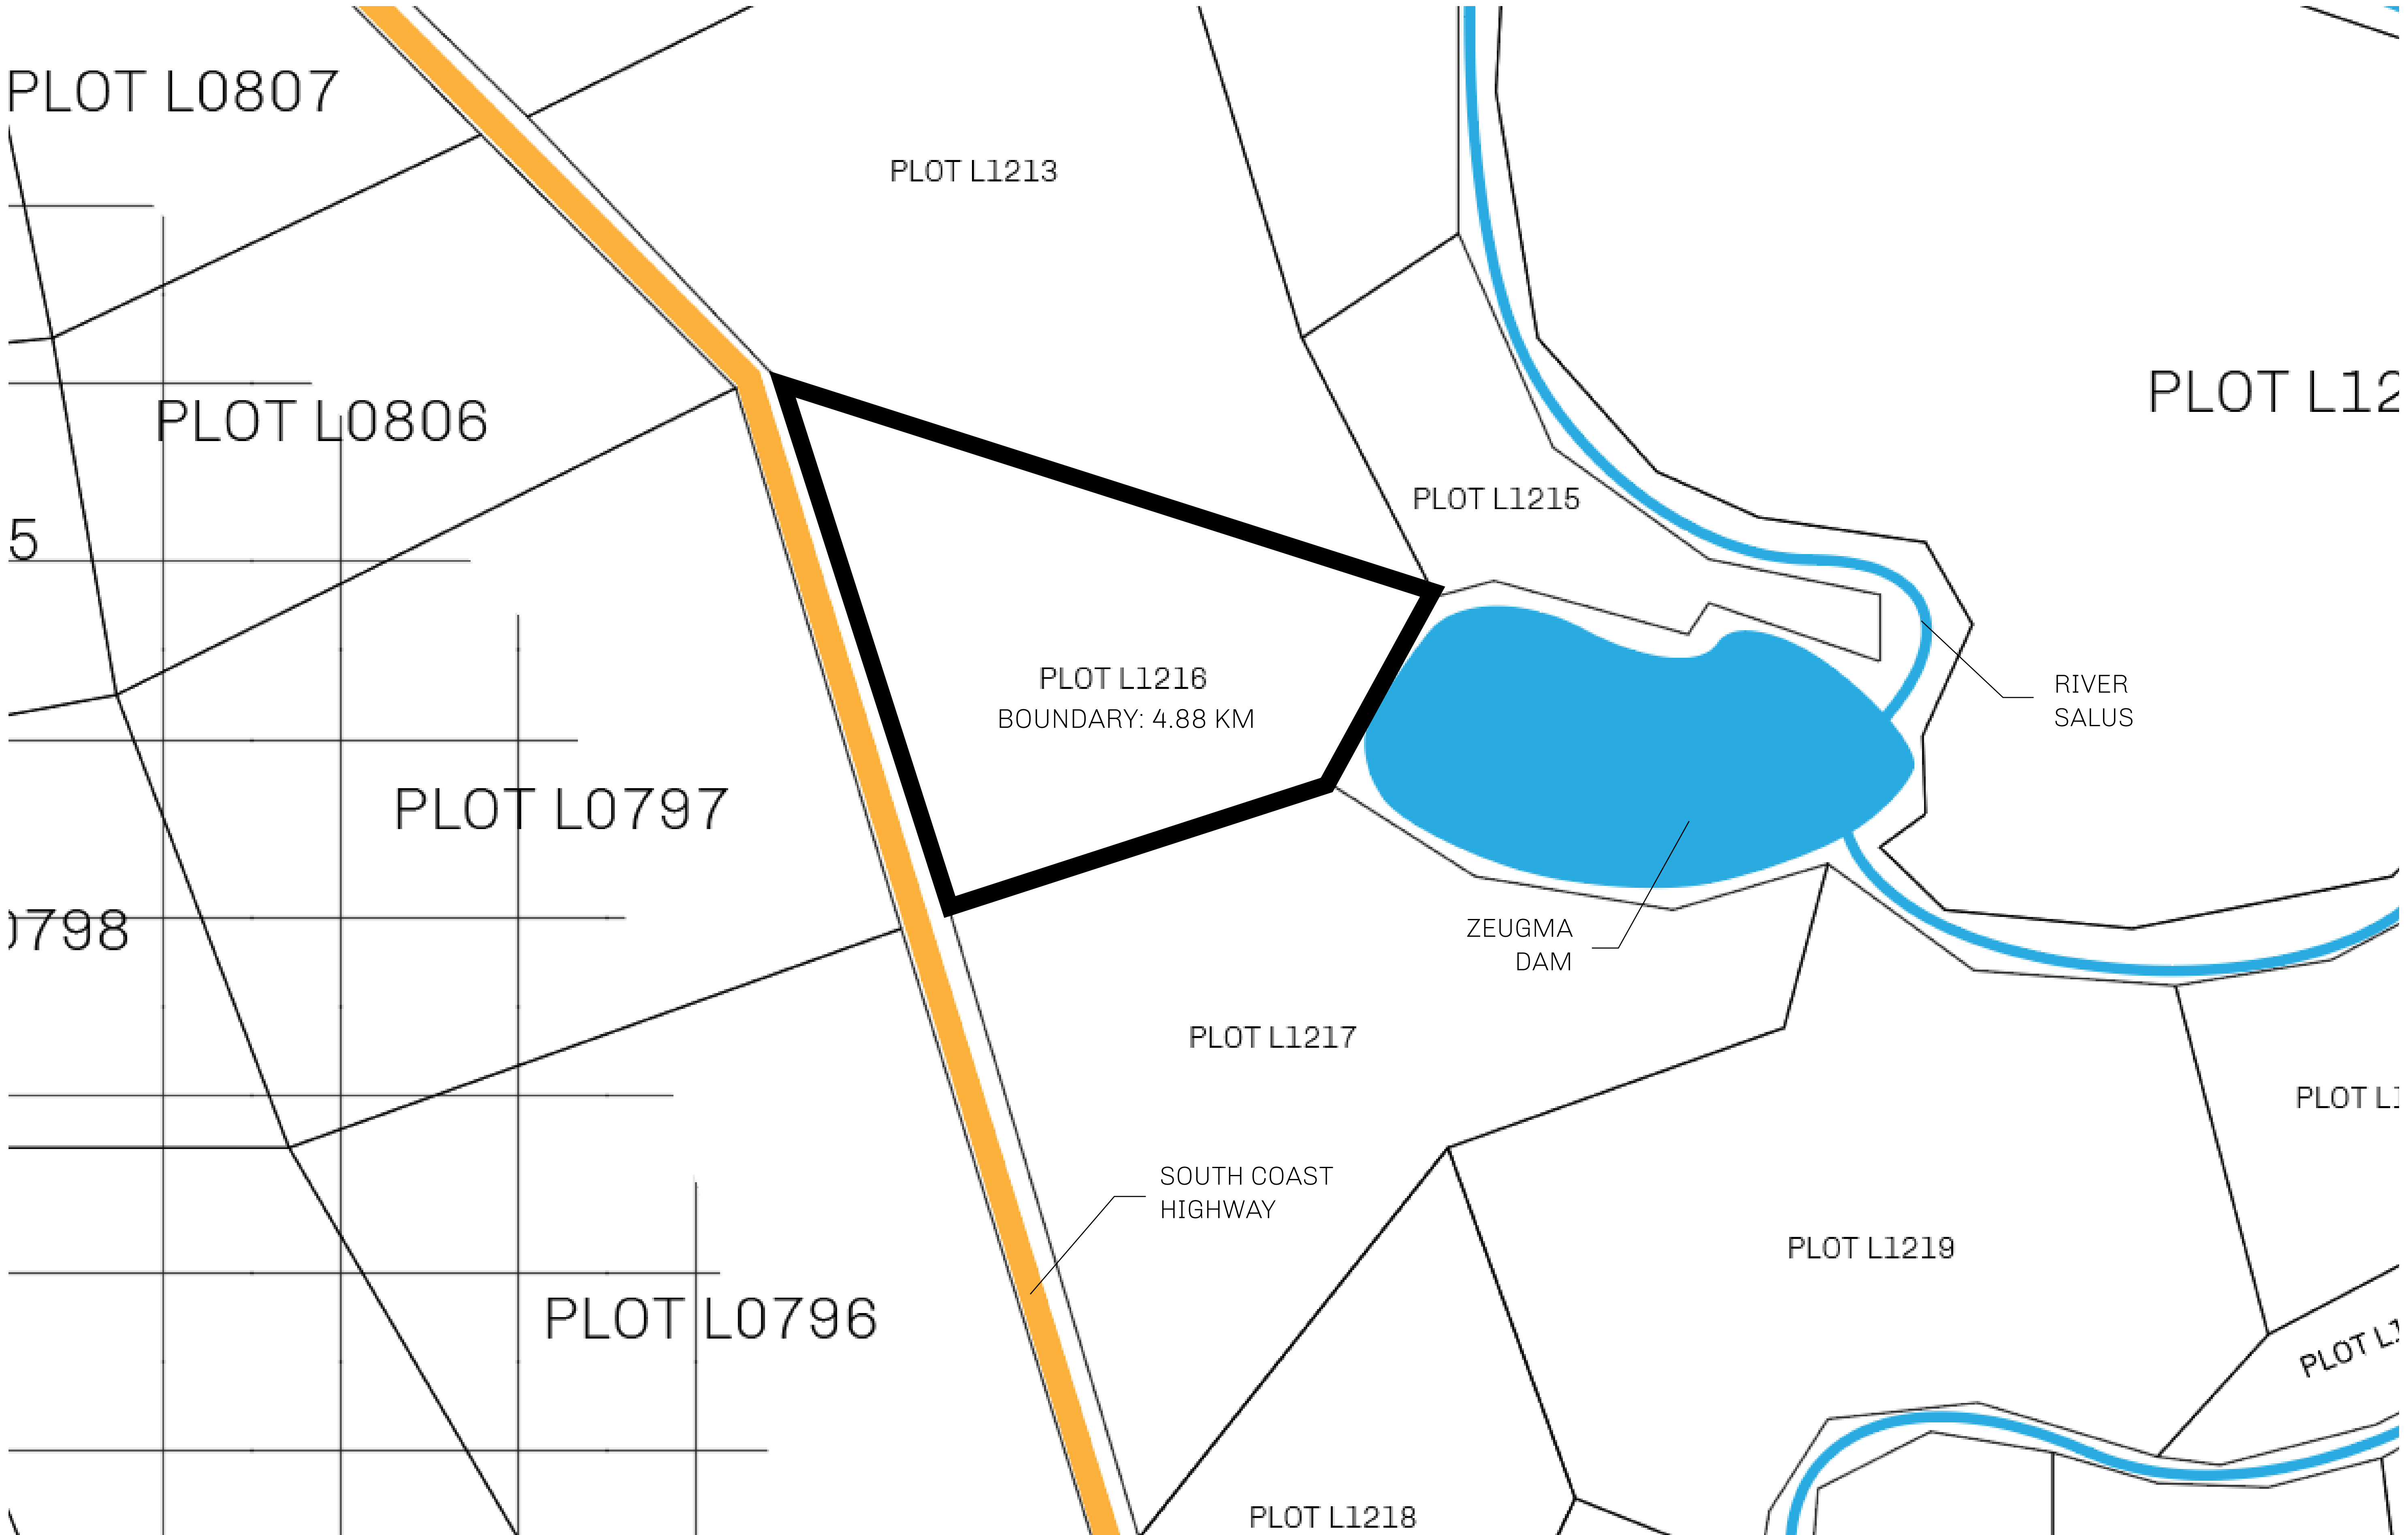 PLOT L0807
PLOT L1213
PLOT L12
PLOT L0806
PLOT L1215
5
PLOT L1216
BOUNDARY: 4.88 KM
RIVER
SALUS
PLOT L0797
0798
ZEUGMA
DAM
PLOT L1217
PLOT L1
SOUTH COAST
HIGHWAY
PLOT L1219
PLOT L0796
PLOT L1
PLOT L1218